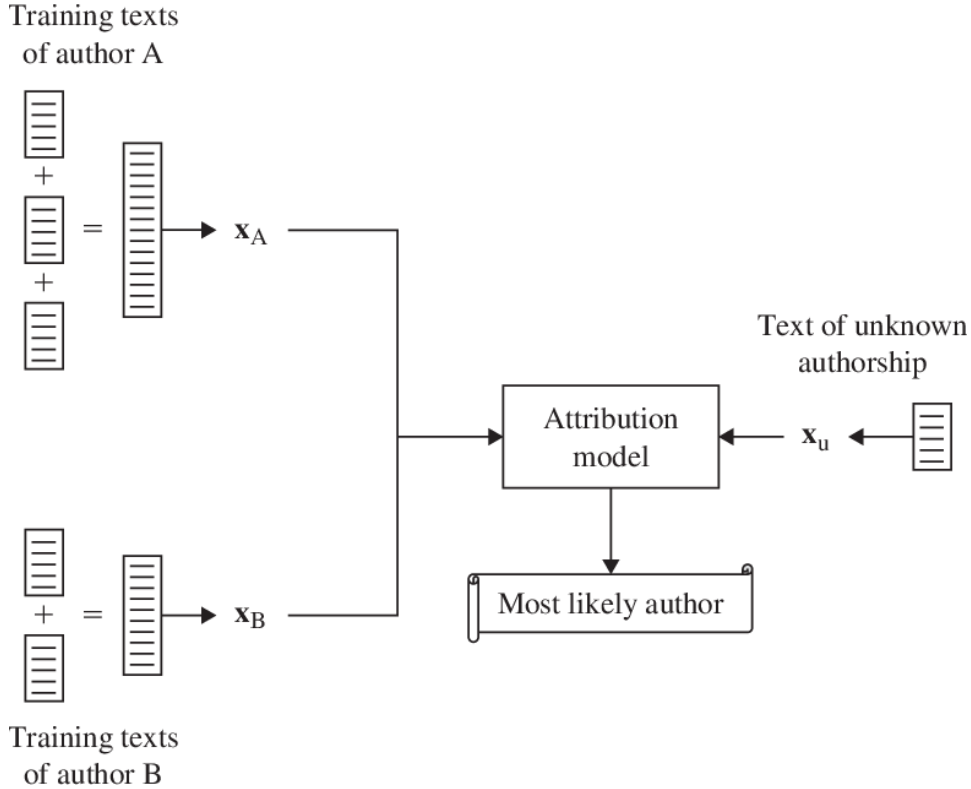 Training texts
of author A
+
=
+
x_A
Text of unknown
authorship
Attribution
model
x_u
+ =
x_B
Most likely author
Training texts
of author B